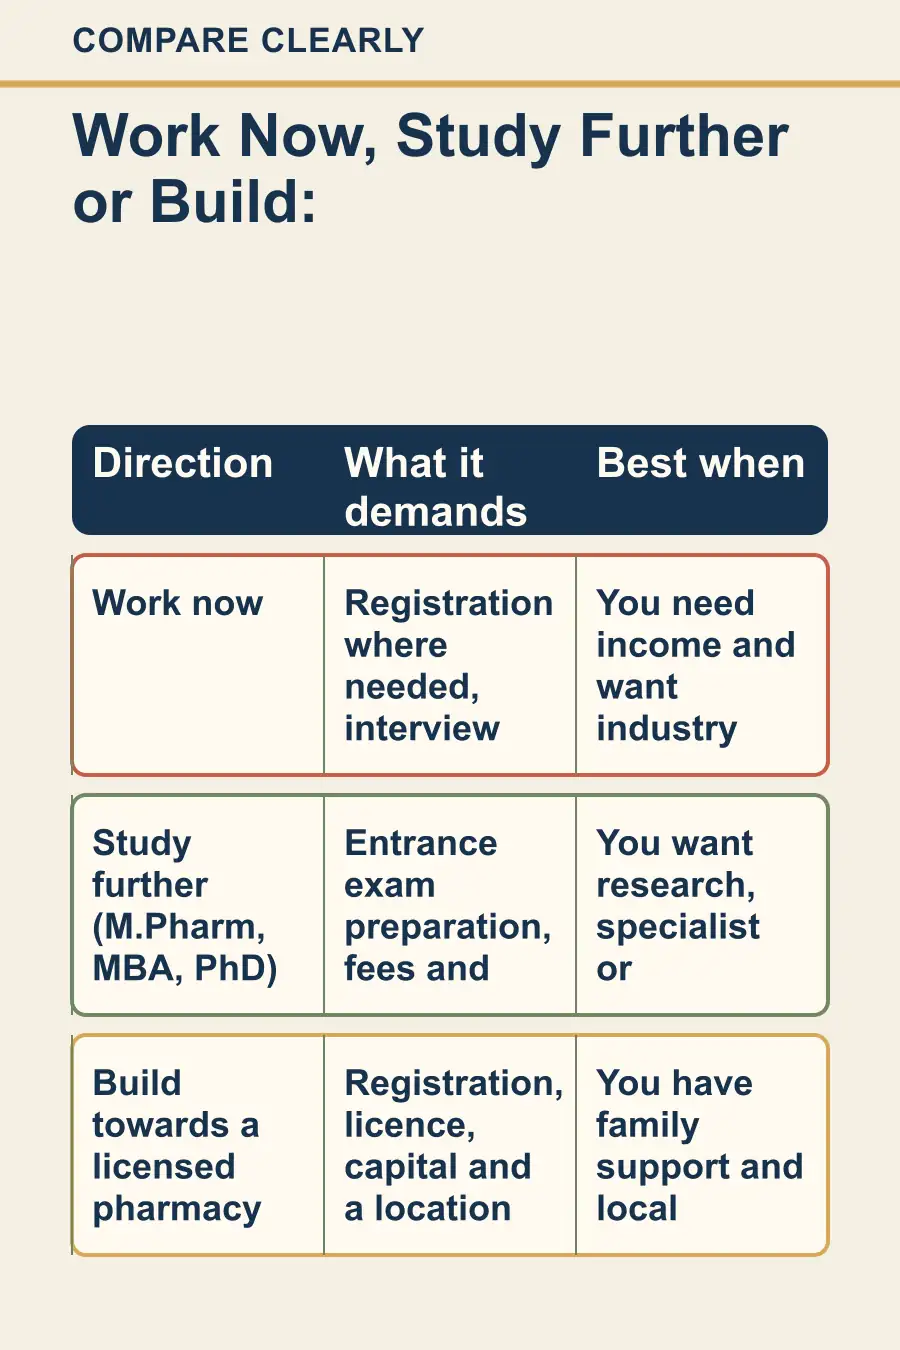 COMPARE CLEARLY
Work Now, Study Further
or Build:
Direction
What it
demands
Best when
Work now
Registration
where
needed,
interview
You need
income and
want
industry
Study
further
(M.Pharm,
MBA, PhD)
Entrance
exam
preparation,
fees and
You want
research,
specialist
or
Build
towards a
licensed
pharmacy
Registration,
licence,
capital and
a location
You have
family
support and
local